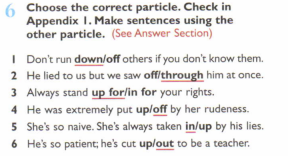 6 Choose the correct particle. Check in
Appendix 1. Make sentences using the
other particle. (See Answer Section)
1 Don't run down/off others if you don't know them.
2 He lied to us but we saw off/through him at once.
3 Always stand up for/in for your rights.
4 He was extremely put up/off by her rudeness.
5 She's so naive. She's always taken in/up by his lies.
6 He's so patient; he's cut up/out to be a teacher.